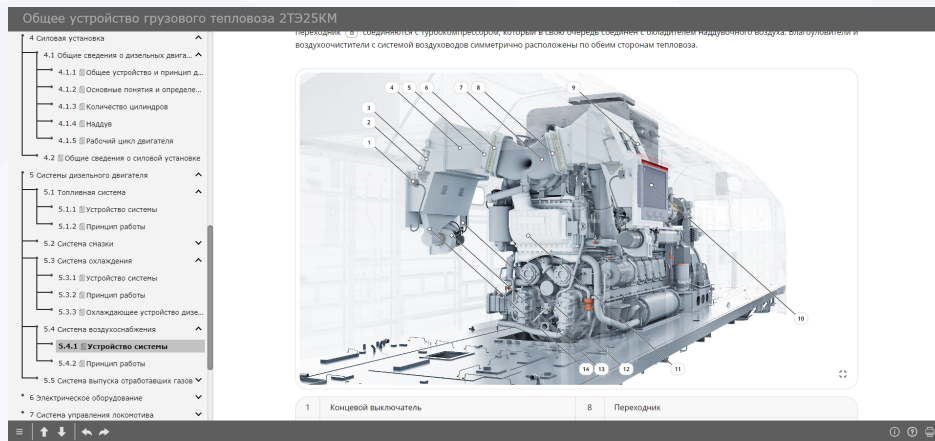 Общее устройство грузового тепловоза 2ТЭ25КМ
4 Силовая установка
4.1 Общие сведения о дизельных двига...
4.1.1 Общее устройство и принцип д...
4.1.2 Основные понятия и определе...
4.1.3 Количество цилиндров
4.1.4 Наддув
4.1.5 Рабочий цикл двигателя
4.2 Общие сведения о силовой установке
5 Системы дизельного двигателя
5.1 Топливная система
5.1.1 Устройство системы
5.1.2 Принцип работы
5.2 Система смазки
5.3 Система охлаждения
5.3.1 Устройство системы
5.3.2 Принцип работы
5.3.3 Охлаждающее устройство дизе...
5.4 Система воздухоснабжения
5.4.1 Устройство системы
5.4.2 Принцип работы
5.5 Система выпуска отработавших газов
6 Электрическое оборудование
7 Система управления локомотива
переходник 8 соединяются с турбокомпрессором, который в свою очередь соединен с охладителем наддувочного воздуха. Влагоуловители и
воздухоочистители с системой воздуховодов симметрично расположены по обеим сторонам тепловоза.
4 5 6 7 8 9
3
2
1
10
14 13 12 11
1 Концевой выключатель 8 Переходник